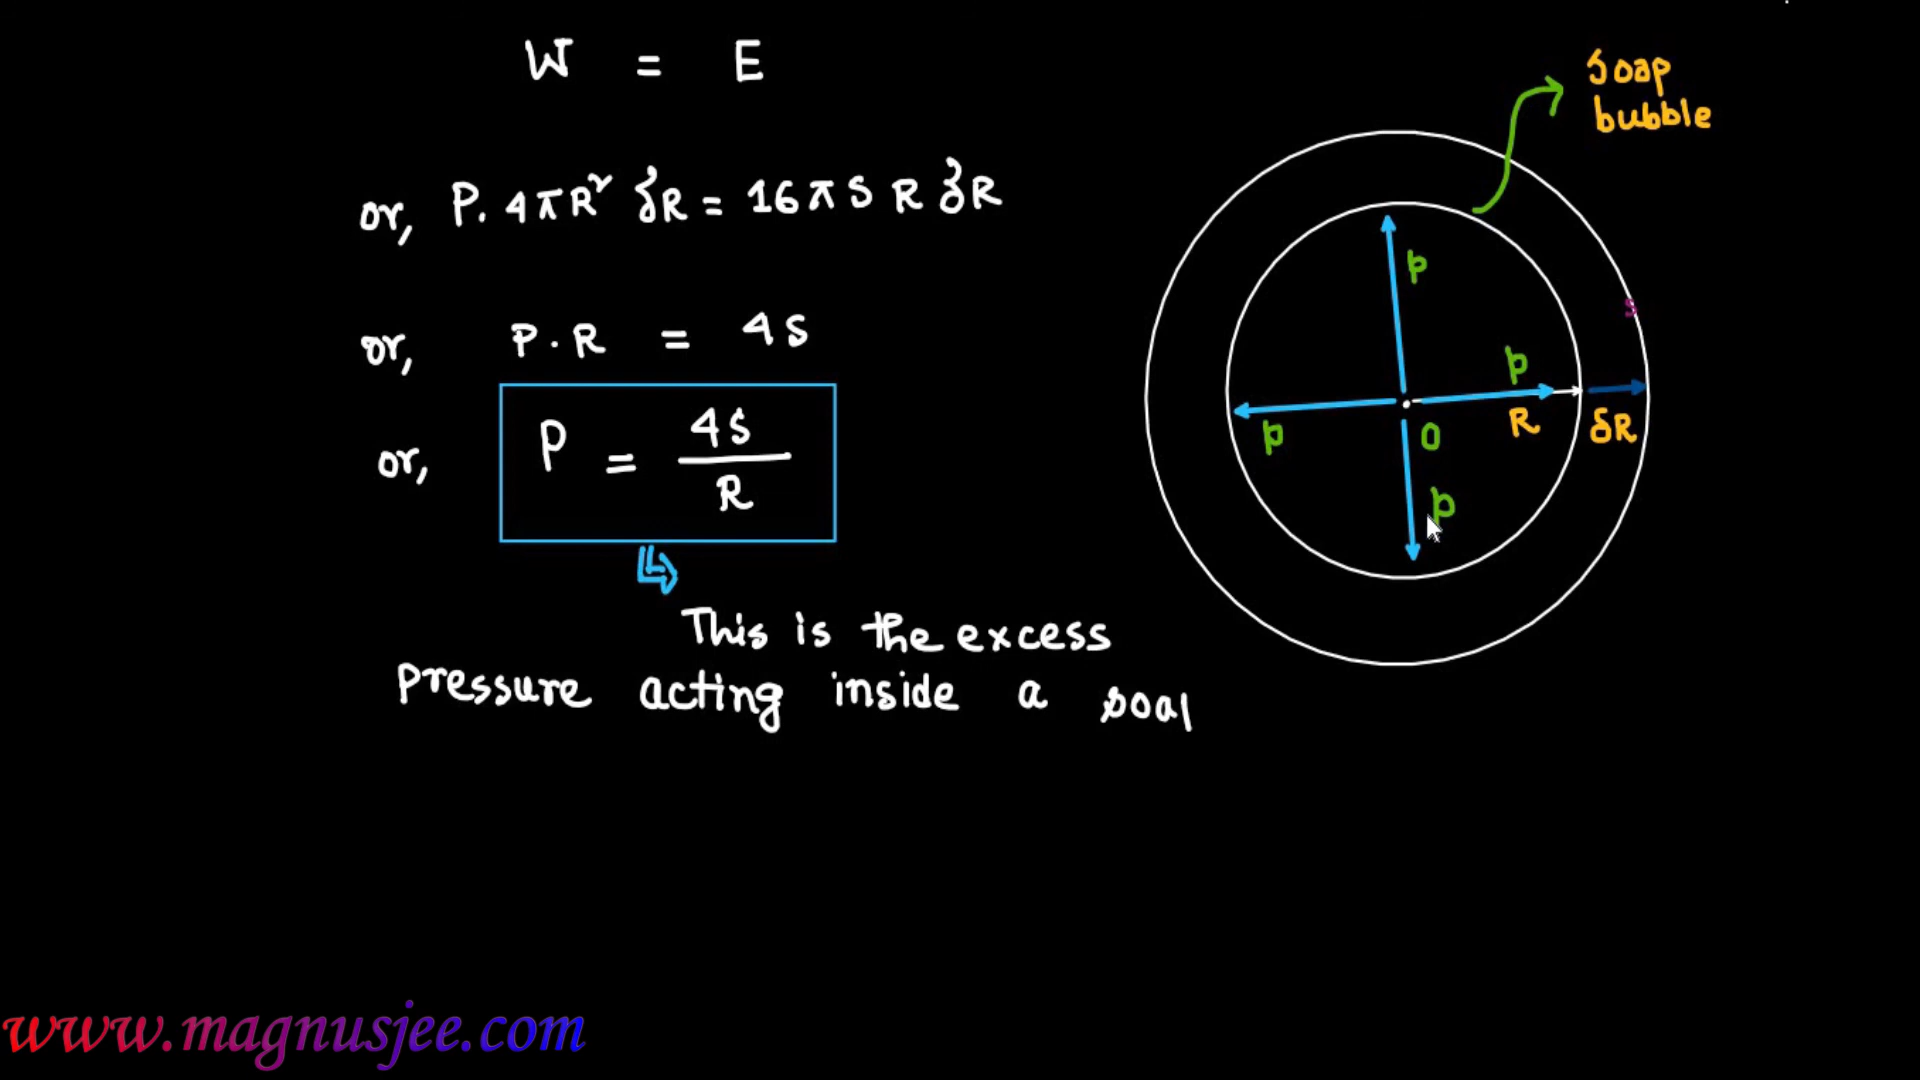 W = E
or, P. 4πR² δR = 16π S R δR
or, P. R = 4S
or, P = 4S/R
This is the excess
pressure acting inside a soal
Soap
bubble
p
s
p
R
δR
p
O
p
www.magnusjee.com